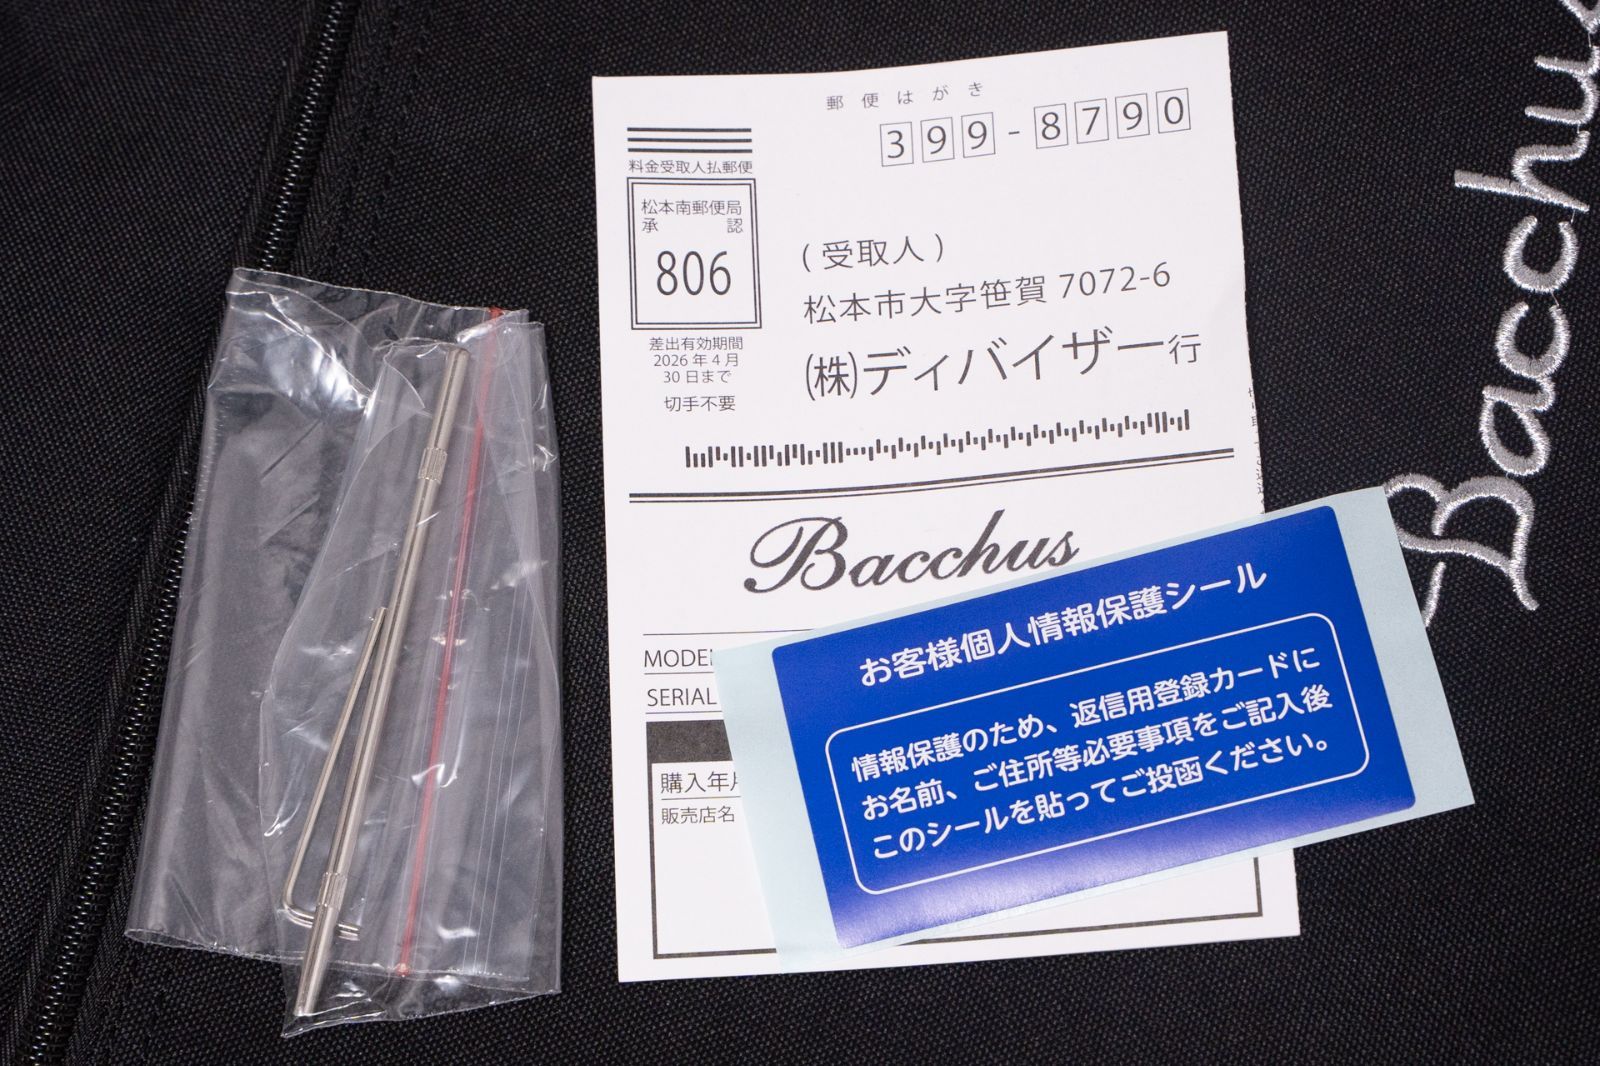 郵便はがき
399-8790
料金受取人払郵便
松本南郵便局
承 認
806
差出有効期間
2026年4月
30日まで
切手不要
(受取人)
松本市大字笹賀 7072-6
(株)ディバイザー行
Bacchus
MODE
SERIAL
購入年月
販売店名
お客様個人情報保護シール
情報保護のため、返信用登録カードに
お名前、ご住所等必要事項をご記入後
このシールを貼ってご投函ください。
Bacchus